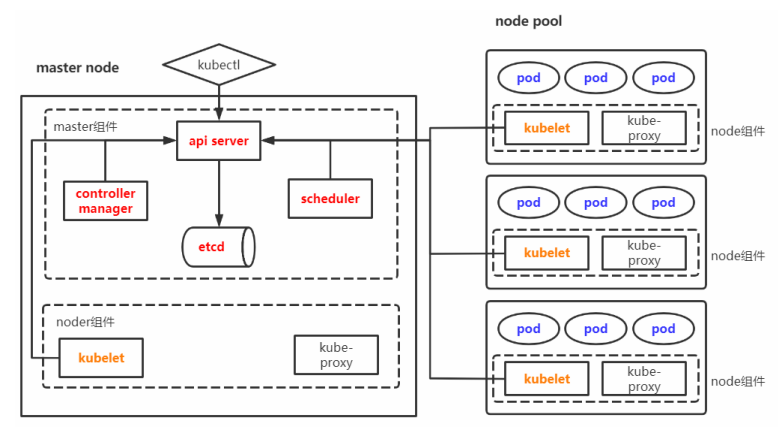 node pool
kubectl
master node
master组件
api server
controller
manager
scheduler
etcd
noder组件
kubelet
kube-
proxy
pod pod pod
kubelet
kube-
proxy
node组件
pod pod pod
kubelet
kube-
proxy
node组件
pod pod pod
kubelet
kube-
proxy
node组件